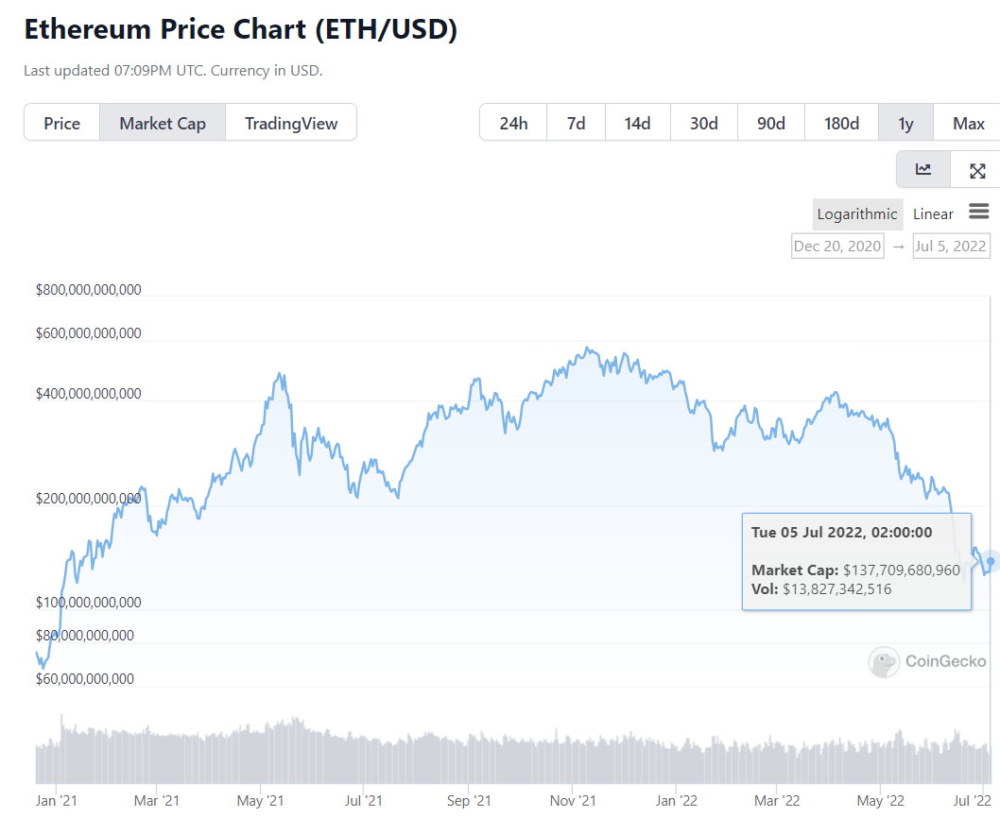 Ethereum Price Chart (ETH/USD)
Last updated 07:09PM UTC. Currency in USD.
Price Market Cap TradingView 24h 7d 14d 30d 90d 180d 1y Max
Logarithmic Linear
Dec 20, 2020 → Jul 5, 2022
$800,000,000,000
$600,000,000,000
$400,000,000,000
$200,000,000,000
Tue 05 Jul 2022, 02:00:00
Market Cap: $137,709,680,960
Vol: $13,827,342,516
$100,000,000,000
$80,000,000,000
CoinGecko
$60,000,000,000
Jan '21 Mar '21 May '21 Jul '21 Sep '21 Nov '21 Jan '22 Mar '22 May '22 Jul '22